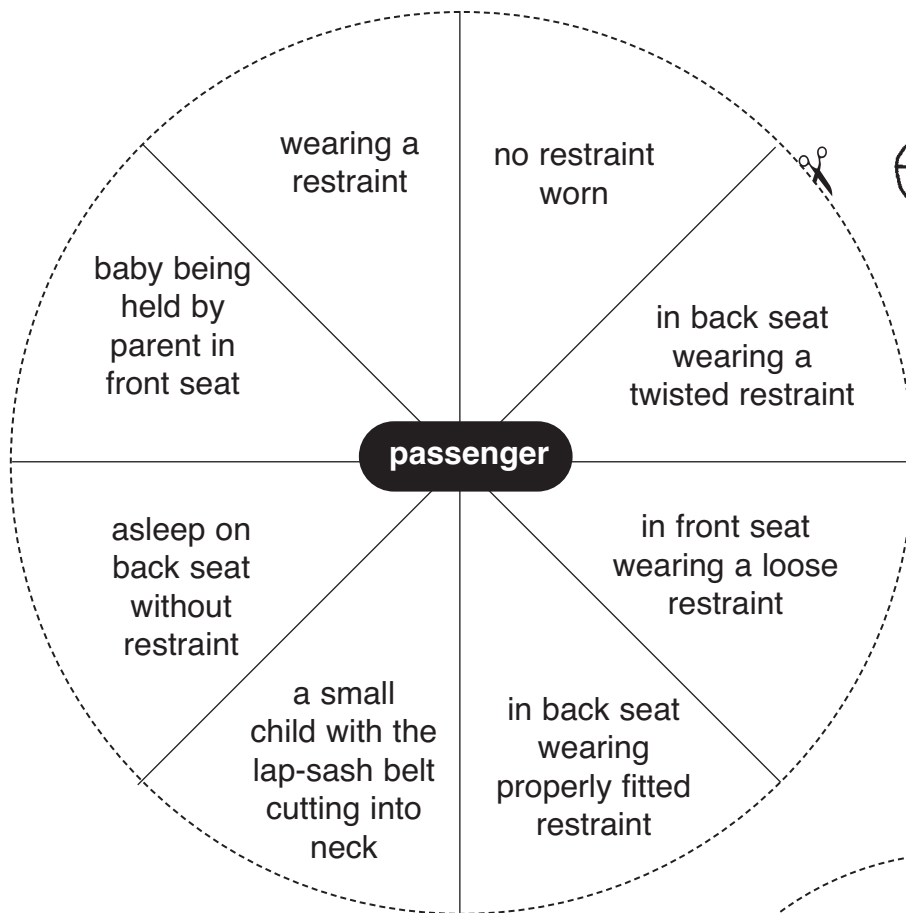 wearing a
restraint
no restraint
worn
baby being
held by
parent in
front seat
in back seat
wearing a
twisted restraint
passenger
asleep on
back seat
without
restraint
in front seat
wearing a loose
restraint
a small
child with the
lap-sash belt
cutting into
neck
in back seat
wearing
properly fitted
restraint